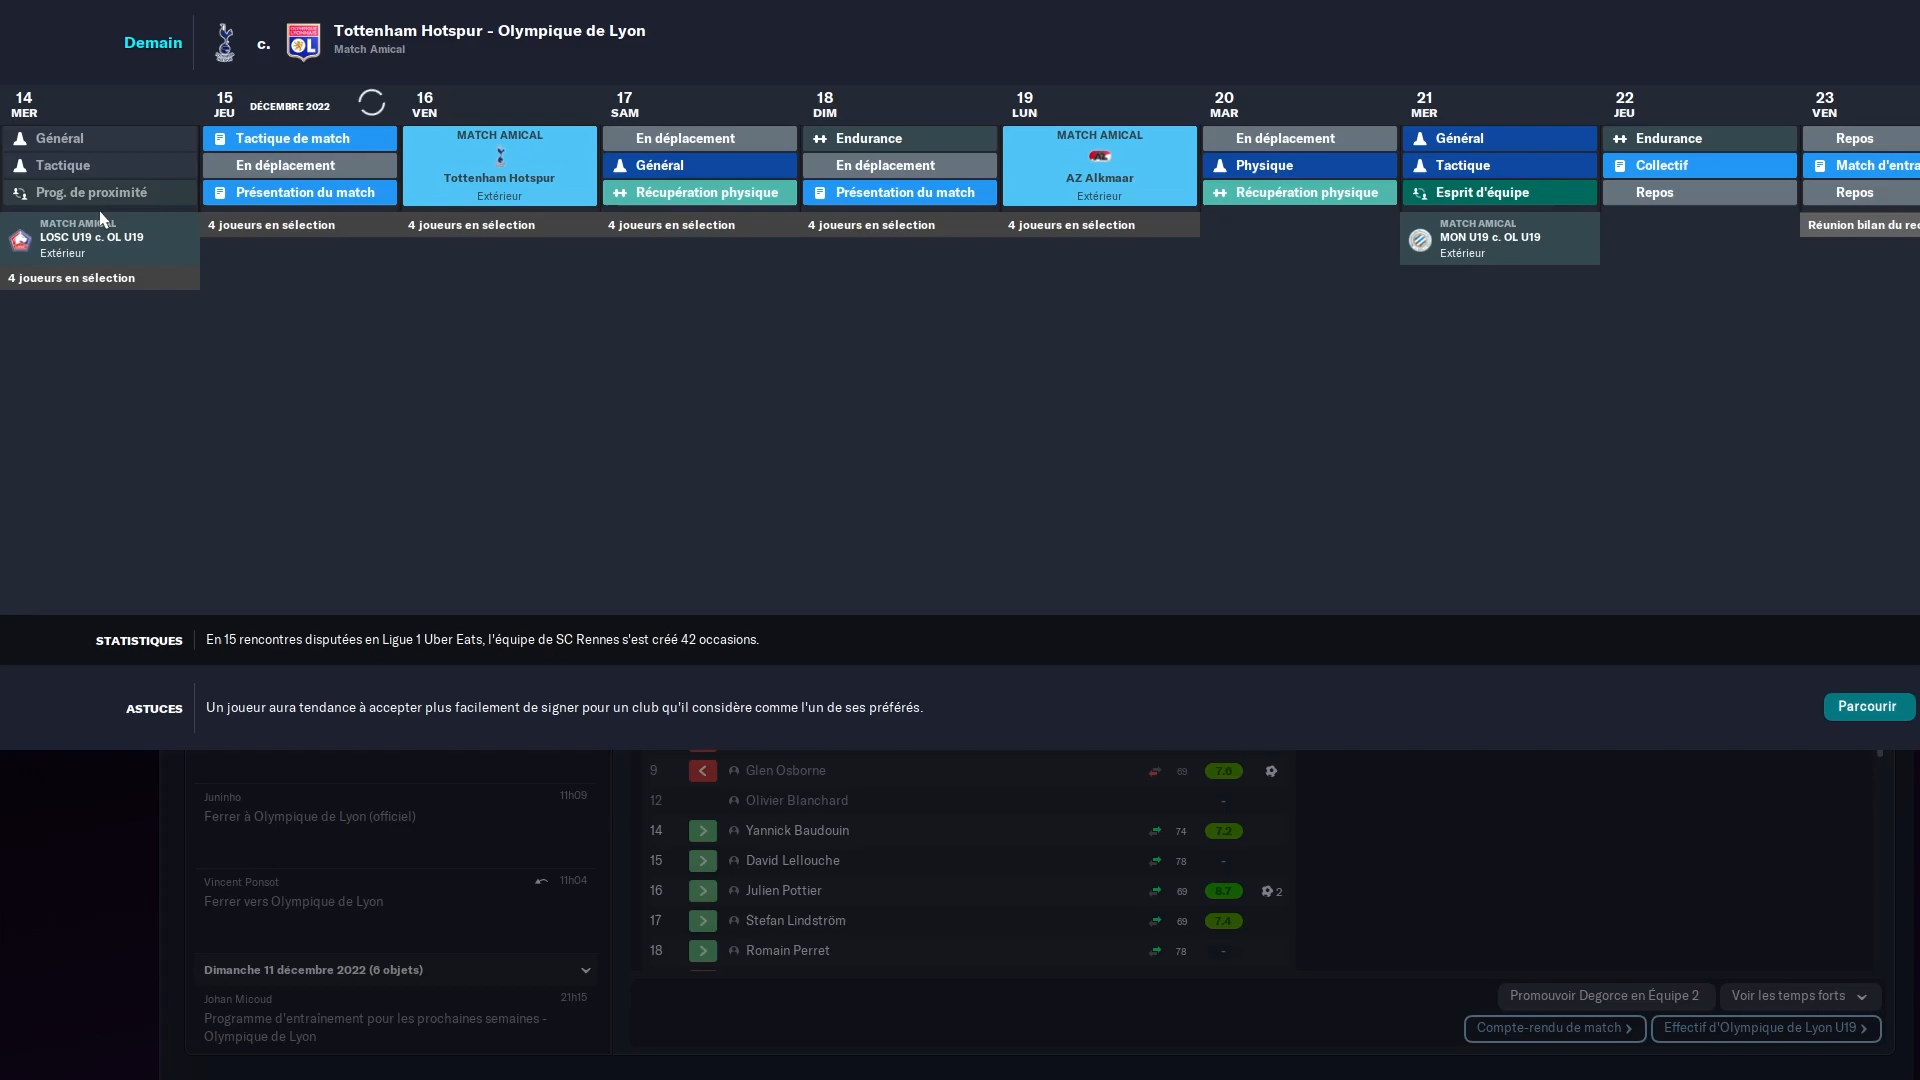 Demain
c.
Tottenham Hotspur - Olympique de Lyon
Match Amical
14
MER
15
JEU
DÉCEMBRE 2022
16
VEN
17
SAM
18
DIM
19
LUN
20
MAR
21
MER
22
JEU
23
VEN
Général
Tactique
Prog. de proximité
MATCH AMICAL
LOSC U19 c. OL U19
Extérieur
4 joueurs en sélection
Tactique de match
En déplacement
Présentation du match
4 joueurs en sélection
MATCH AMICAL
Tottenham Hotspur
Extérieur
4 joueurs en sélection
En déplacement
Général
Récupération physique
4 joueurs en sélection
Endurance
En déplacement
Présentation du match
4 joueurs en sélection
MATCH AMICAL
AZ Alkmaar
Extérieur
4 joueurs en sélection
En déplacement
Physique
Récupération physique
Général
Tactique
Esprit d'équipe
MATCH AMICAL
MON U19 c. OL U19
Extérieur
Endurance
Collectif
Repos
Repos
Match d'entra
Repos
Réunion bilan du rec
STATISTIQUES
En 15 rencontres disputées en Ligue 1 Uber Eats, l'équipe de SC Rennes s'est créé 42 occasions.
ASTUCES
Un joueur aura tendance à accepter plus facilement de signer pour un club qu'il considère comme l'un de ses préférés.
Parcourir
Juninho
11h09
Ferrer à Olympique de Lyon (officiel)
Vincent Ponsot
11h04
Ferrer vers Olympique de Lyon
Dimanche 11 décembre 2022 (6 objets)
Johan Micoud
21h15
Programme d'entraînement pour les prochaines semaines -
Olympique de Lyon
9 Glen Osborne 69 7.6
12 Olivier Blanchard -
14 Yannick Baudouin 74 7.2
15 David Lellouche 78 -
16 Julien Pottier 69 8.7 2
17 Stefan Lindström 69 7.4
18 Romain Perret 78 -
Promouvoir Degorce en Équipe 2
Voir les temps forts
Compte-rendu de match
Effectif d'Olympique de Lyon U19